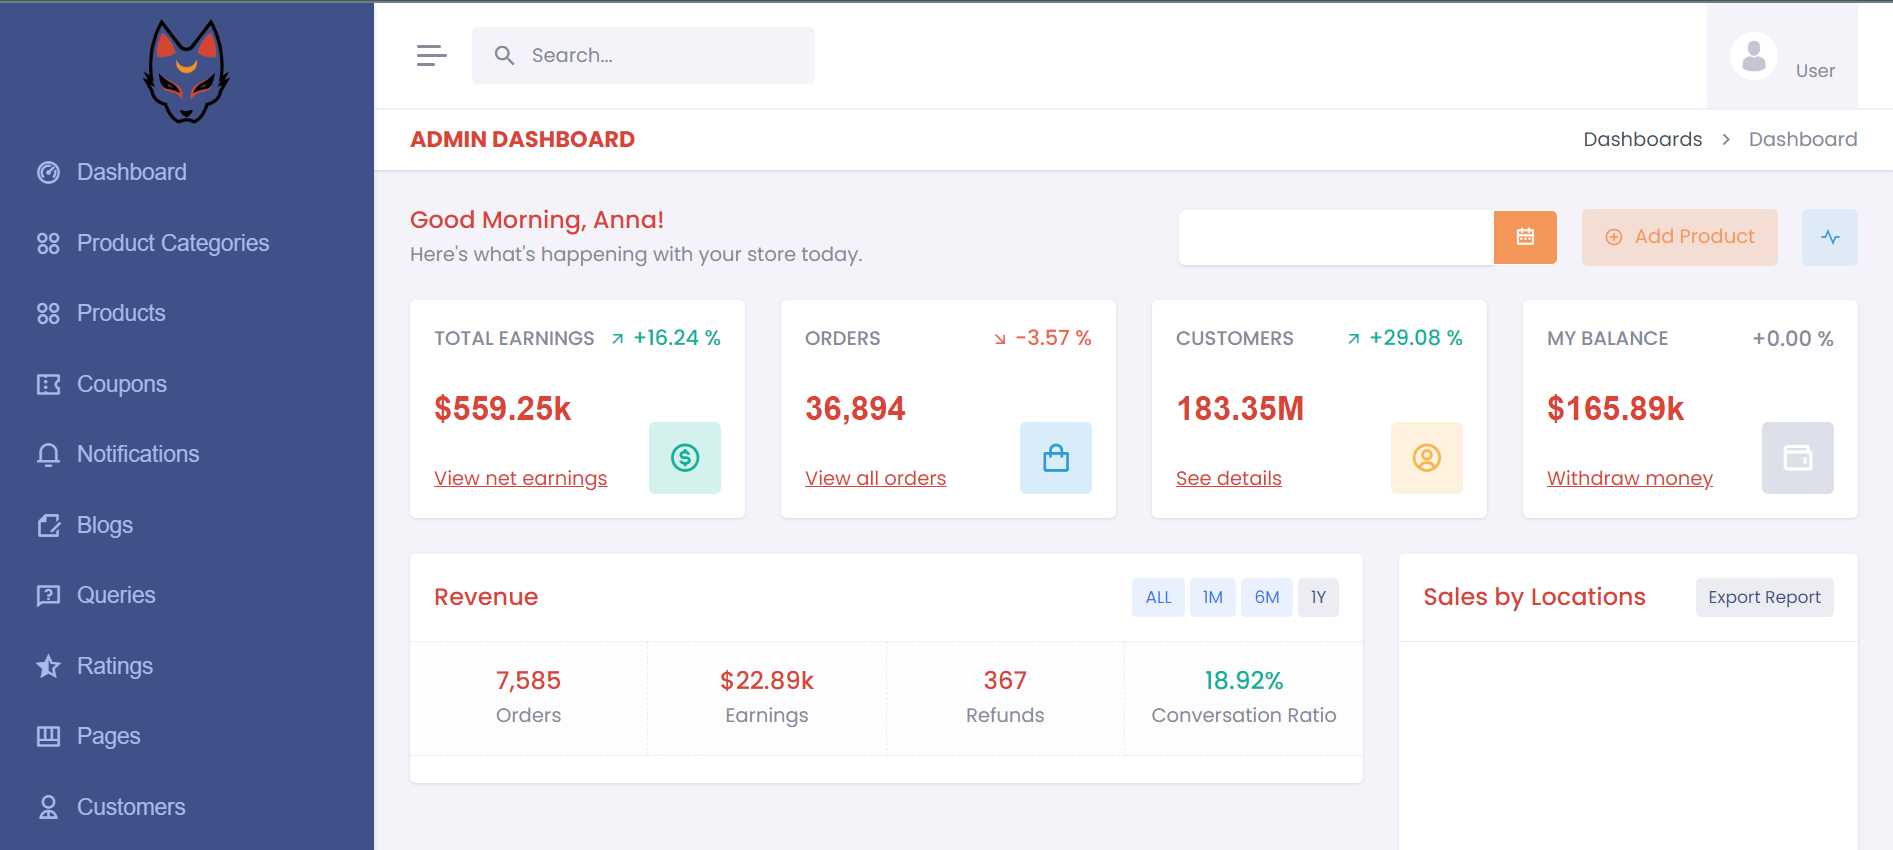 Search...
User
ADMIN DASHBOARD
Dashboards > Dashboard
Dashboard
Product Categories
Products
Coupons
Notifications
Blogs
Queries
Ratings
Pages
Customers
Good Morning, Anna!
Here's what's happening with your store today.
Add Product
TOTAL EARNINGS +16.24 %
$559.25k
View net earnings
ORDERS -3.57 %
36,894
View all orders
CUSTOMERS +29.08 %
183.35M
See details
MY BALANCE +0.00 %
$165.89k
Withdraw money
Revenue
ALL 1M 6M 1Y
7,585
Orders
$22.89k
Earnings
367
Refunds
18.92%
Conversation Ratio
Sales by Locations
Export Report